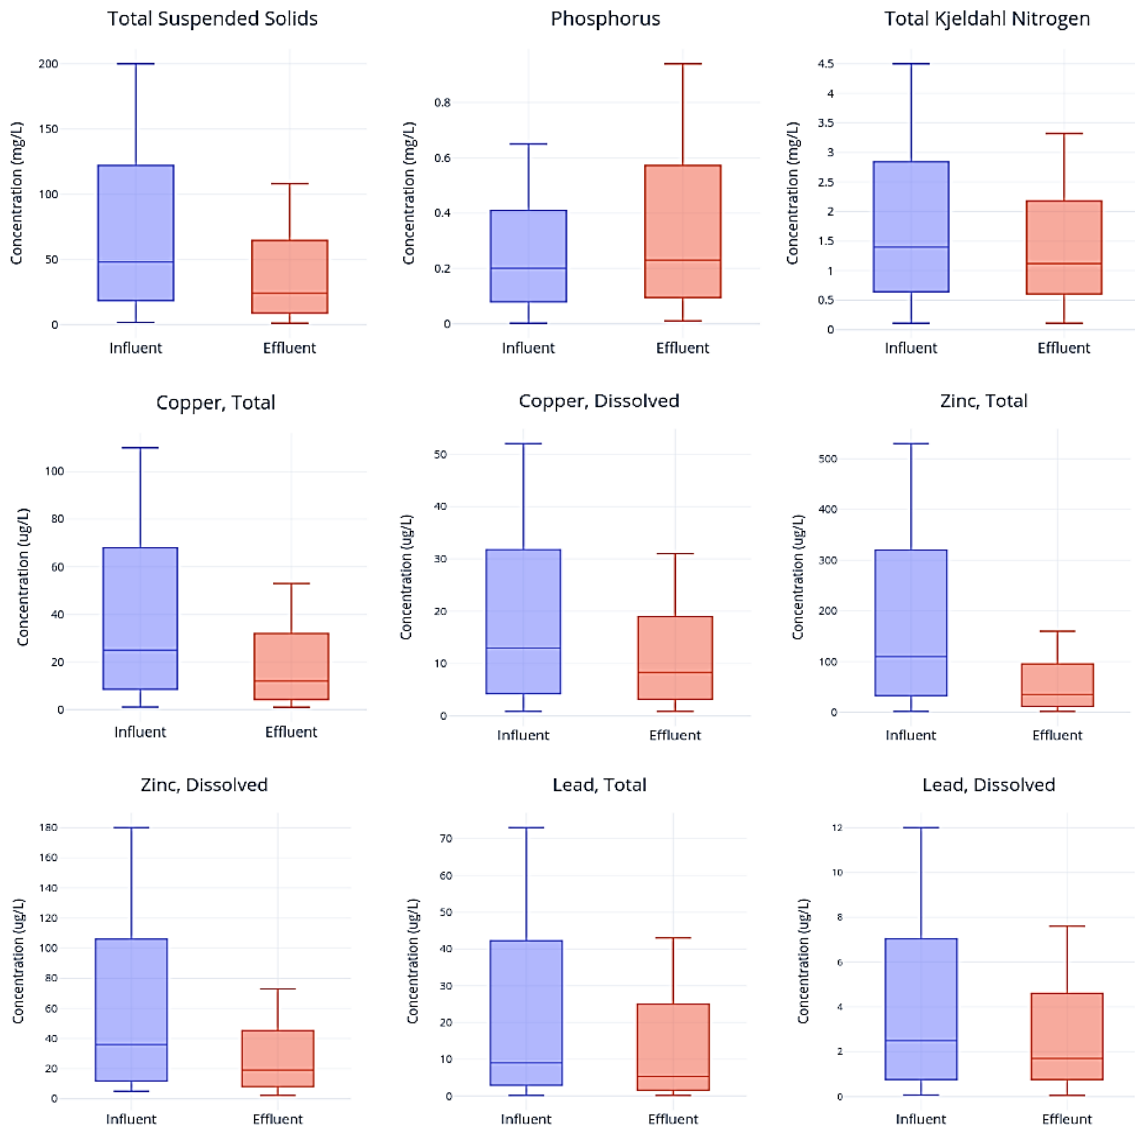 Total Suspended Solids
Concentration (mg/L)
200
150
100
50
0
Influent
Effluent
Phosphorus
Concentration (mg/L)
0.8
0.6
0.4
0.2
0
Influent
Effluent
Total Kjeldahl Nitrogen
Concentration (mg/L)
4.5
4
3.5
3
2.5
2
1.5
1
0.5
0
Influent
Effluent
Copper, Total
Concentration (ug/L)
100
80
60
40
20
0
Influent
Effluent
Copper, Dissolved
Concentration (ug/L)
50
40
30
20
10
0
Influent
Effluent
Zinc, Total
Concentration (ug/L)
500
400
300
200
100
0
Influent
Effluent
Zinc, Dissolved
Concentration (ug/L)
180
160
140
120
100
80
60
40
20
0
Influent
Effluent
Lead, Total
Concentration (ug/L)
70
60
50
40
30
20
10
0
Influent
Effluent
Lead, Dissolved
Concentration (ug/L)
12
10
8
6
4
2
0
Influent
Effleunt